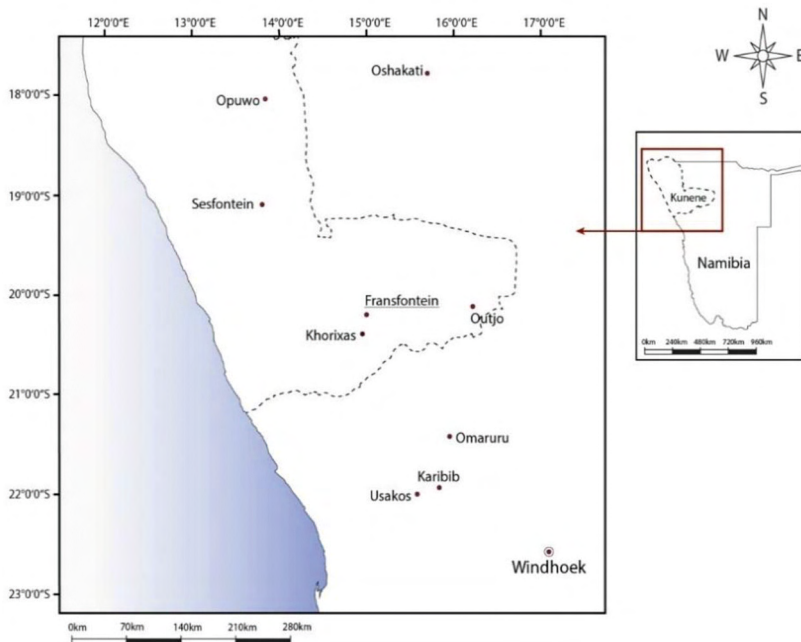 12°0'0"E 13°0'0"E 14°0'0"E 15°0'0"E 16°0'0"E 17°0'0"E
N
W E
S
18°0'0"S
19°0'0"S
20°0'0"S
21°0'0"S
22°0'0"S
23°0'0"S
Oshakati
Opuwo
Sesfontein
Fransfontein
Khorixas
Outjo
Omaruru
Karibib
Usakos
Windhoek
0km 70km 140km 210km 280km
Kunene
Namibia
0km 240km 480km 720km 960km